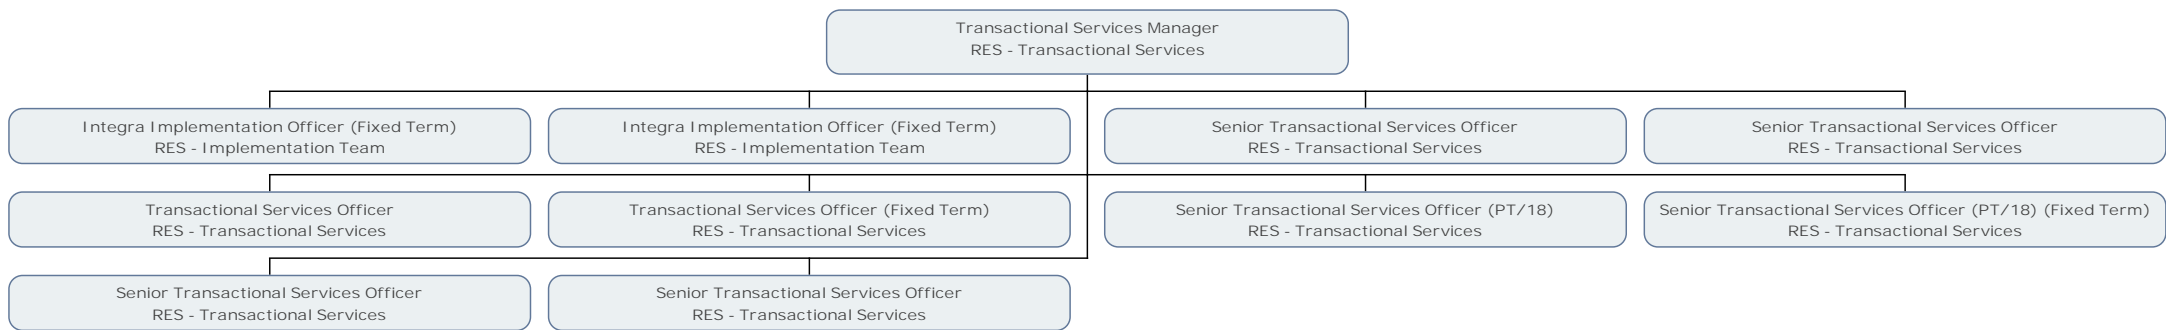 Transactional Services Manager
RES - Transactional Services
Integra Implementation Officer (Fixed Term)
RES - Implementation Team
Integra Implementation Officer (Fixed Term)
RES - Implementation Team
Senior Transactional Services Officer
RES - Transactional Services
Senior Transactional Services Officer
RES - Transactional Services
Transactional Services Officer
RES - Transactional Services
Transactional Services Officer (Fixed Term)
RES - Transactional Services
Senior Transactional Services Officer (PT/18)
RES - Transactional Services
Senior Transactional Services Officer (PT/18) (Fixed Term)
RES - Transactional Services
Senior Transactional Services Officer
RES - Transactional Services
Senior Transactional Services Officer
RES - Transactional Services